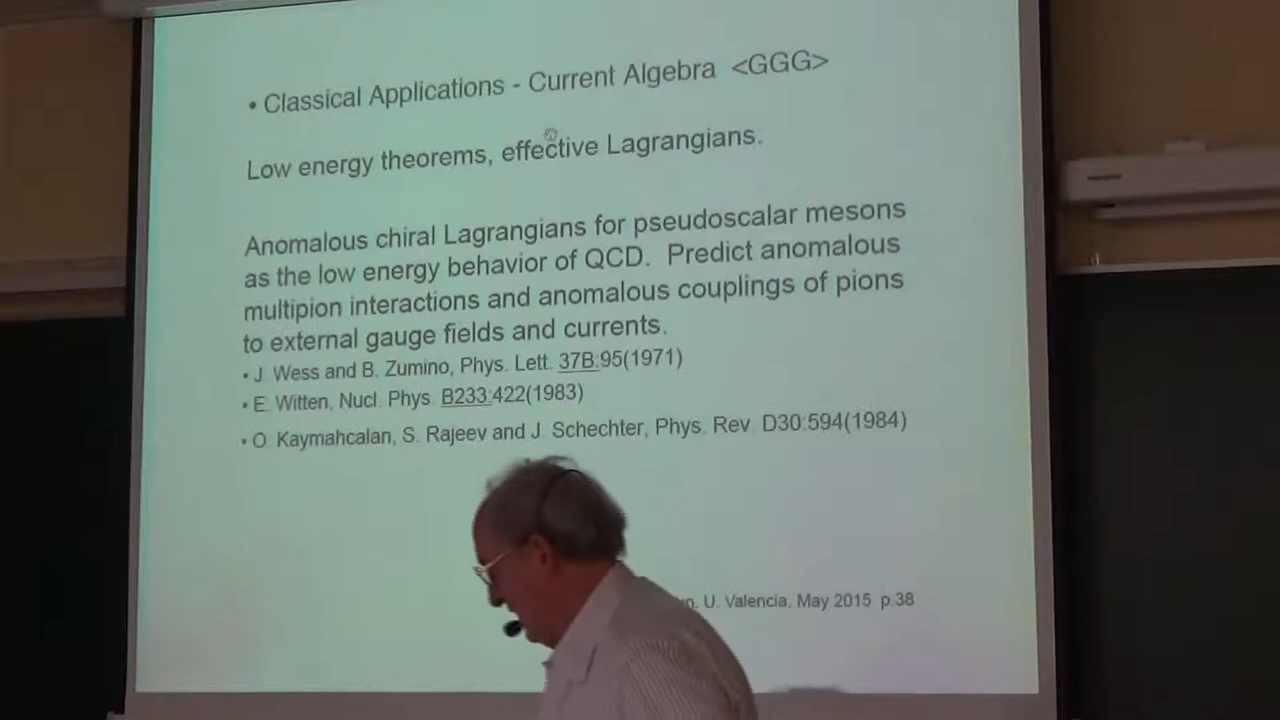 • Classical Applications - Current Algebra <GGG>
Low energy theorems, effective Lagrangians.
Anomalous chiral Lagrangians for pseudoscalar mesons
as the low energy behavior of QCD. Predict anomalous
multipion interactions and anomalous couplings of pions
to external gauge fields and currents.
• J Wess and B. Zumino, Phys. Lett. 37B:95(1971)
• E. Witten, Nucl. Phys. B233:422(1983)
• O Kaymahcalan, S. Rajeev and J. Schechter, Phys. Rev. D30:594(1984)
U. Valencia, May 2015 p.38